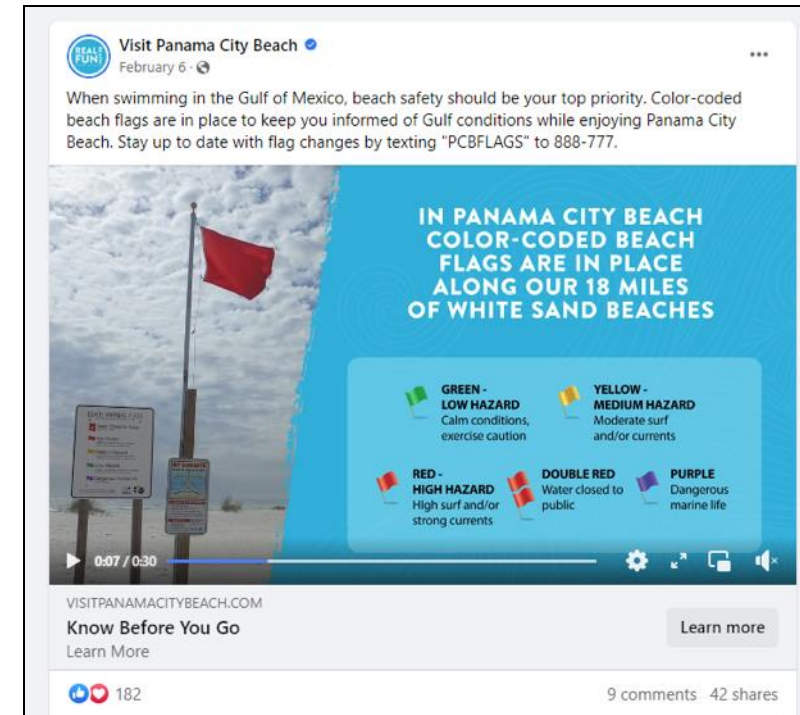 REAL
FUN
Visit Panama City Beach
February 6 ·
When swimming in the Gulf of Mexico, beach safety should be your top priority. Color-coded
beach flags are in place to keep you informed of Gulf conditions while enjoying Panama City
Beach. Stay up to date with flag changes by texting "PCBFLAGS" to 888-777.
IN PANAMA CITY BEACH
COLOR-CODED BEACH
FLAGS ARE IN PLACE
ALONG OUR 18 MILES
OF WHITE SAND BEACHES
GREEN -
LOW HAZARD
Calm conditions,
exercise caution
YELLOW -
MEDIUM HAZARD
Moderate surf
and/or currents
RED -
HIGH HAZARD
High surf and/or
strong currents
DOUBLE RED
Water closed to
public
PURPLE
Dangerous
marine life
0:07 / 0:30
VISITPANAMACITYBEACH.COM
Know Before You Go
Learn More
Learn more
182
9 comments 42 shares